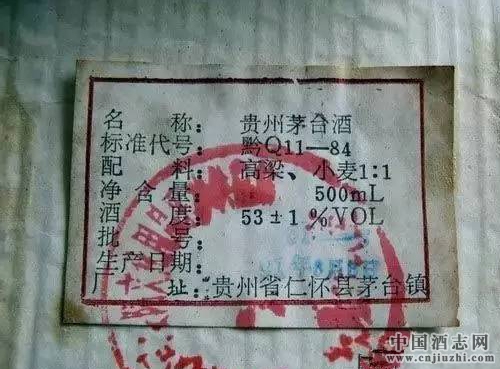 名 称: 贵州茅台酒
标准代号: 黔Q11—84
配 料: 高梁、小麦1:1
净含量: 500mL
酒 度: 53±1%VOL
批 号:
生产日期:
厂 址: 贵州省仁怀县茅台镇
中国酒志网
www.cnjiuzhi.com